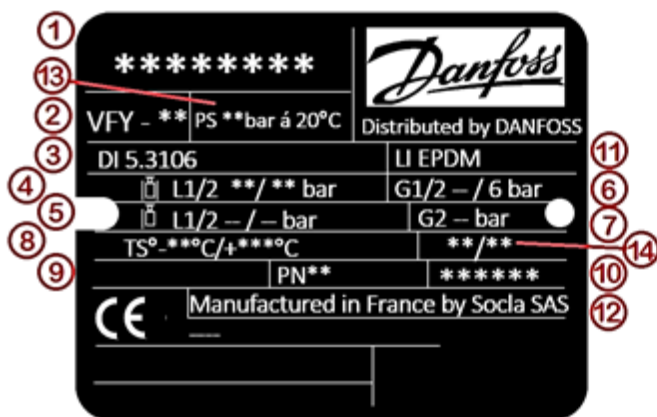 ① ******** Danfoss
⑬
② VFY - ** PS **bar á 20°C Distributed by DANFOSS
③ DI 5.3106 LI EPDM ⑪
④ L1/2 **/ ** bar G1/2 – / 6 bar ⑥
⑤ L1/2 --/ – bar G2 -- bar ⑦
⑧ TS°-**°C/+***°C **/** ⑭
⑨ PN** ****** ⑩
CE Manufactured in France by Socla SAS ⑫
----